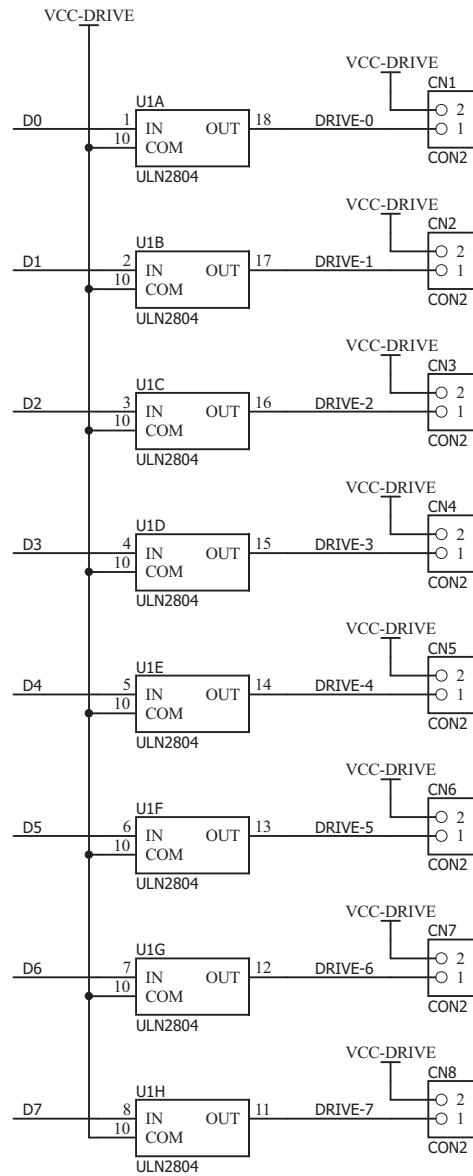 VCC-DRIVE
VCC-DRIVE
U1A CN1
D0 1 IN OUT 18 DRIVE-0 2
10 COM 1
ULN2804 CON2
VCC-DRIVE
U1B CN2
D1 2 IN OUT 17 DRIVE-1 2
10 COM 1
ULN2804 CON2
VCC-DRIVE
U1C CN3
D2 3 IN OUT 16 DRIVE-2 2
10 COM 1
ULN2804 CON2
VCC-DRIVE
U1D CN4
D3 4 IN OUT 15 DRIVE-3 2
10 COM 1
ULN2804 CON2
VCC-DRIVE
U1E CN5
D4 5 IN OUT 14 DRIVE-4 2
10 COM 1
ULN2804 CON2
VCC-DRIVE
U1F CN6
D5 6 IN OUT 13 DRIVE-5 2
10 COM 1
ULN2804 CON2
VCC-DRIVE
U1G CN7
D6 7 IN OUT 12 DRIVE-6 2
10 COM 1
ULN2804 CON2
VCC-DRIVE
U1H CN8
D7 8 IN OUT 11 DRIVE-7 2
10 COM 1
ULN2804 CON2